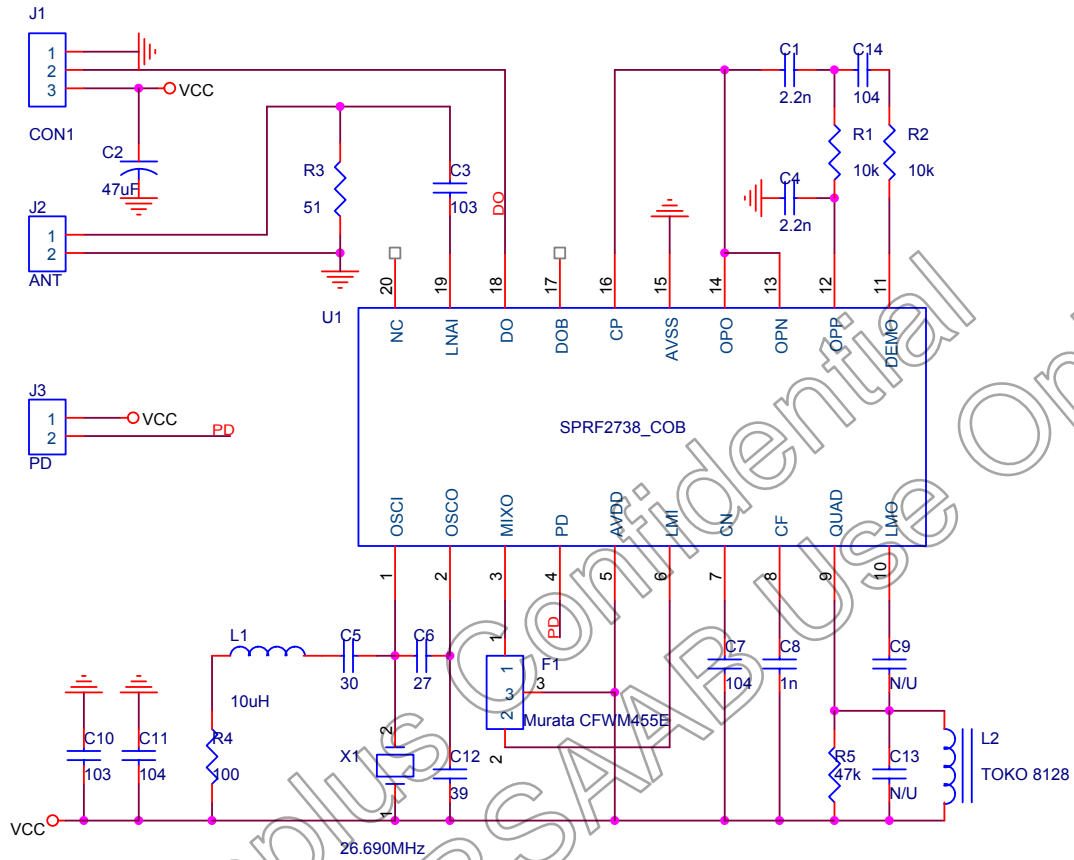 J1
1
2
3
CON1
VCC
C2
47uF
J2
1
2
ANT
R3
51
C3
103
DO
C1
2.2n
C14
104
R1
10k
R2
10k
C4
2.2n
20
19
18
17
16
15
14
13
12
11
U1
NC
LNAI
DO
DOB
CP
AVSS
OPO
OPN
OPP
DEMO
SPRF2738_COB
J3
1
2
PD
VCC
PD
OSCI
OSCO
MIXO
PD
AVDD
LMI
CN
CF
QUAD
LMO
1
2
3
4
5
6
7
8
9
10
PD
L1
10uH
C5
30
C6
27
1
1
3
2
F1
3
2
Murata CFWM455E
C7
104
C8
1n
C9
N/U
C10
103
C11
104
R4
100
X1
2
1
26.690MHz
C12
39
R5
47k
C13
N/U
L2
TOKO 8128
VCC
Confidential
Use